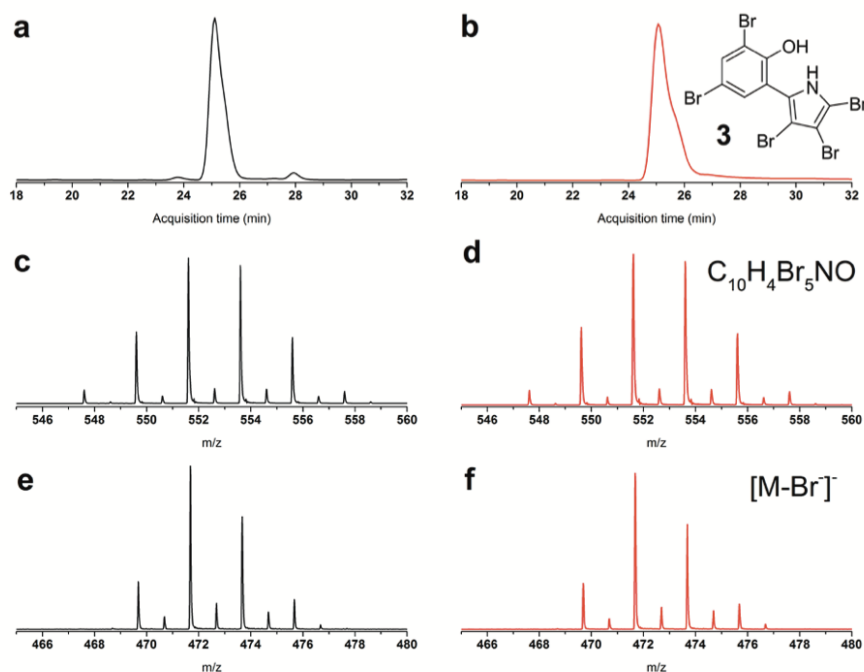 a
18 20 22 24 26 28 30 32
Acquisition time (min)
b
Br
OH
H
N
Br
Br
Br
Br
3
18 20 22 24 26 28 30 32
Acquisition time (min)
c
546 548 550 552 554 556 558 560
m/z
d
C₁₀H₄Br₅NO
546 548 550 552 554 556 558 560
m/z
e
466 468 470 472 474 476 478 480
m/z
f
[M-Br⁻]⁻
466 468 470 472 474 476 478 480
m/z